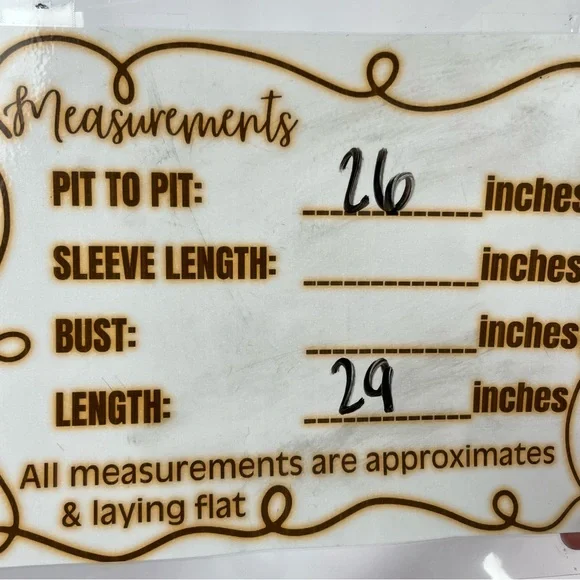 Measurements
PIT TO PIT: 26 inches
SLEEVE LENGTH: inches
BUST: inches
LENGTH: 29 inches
All measurements are approximates
& laying flat